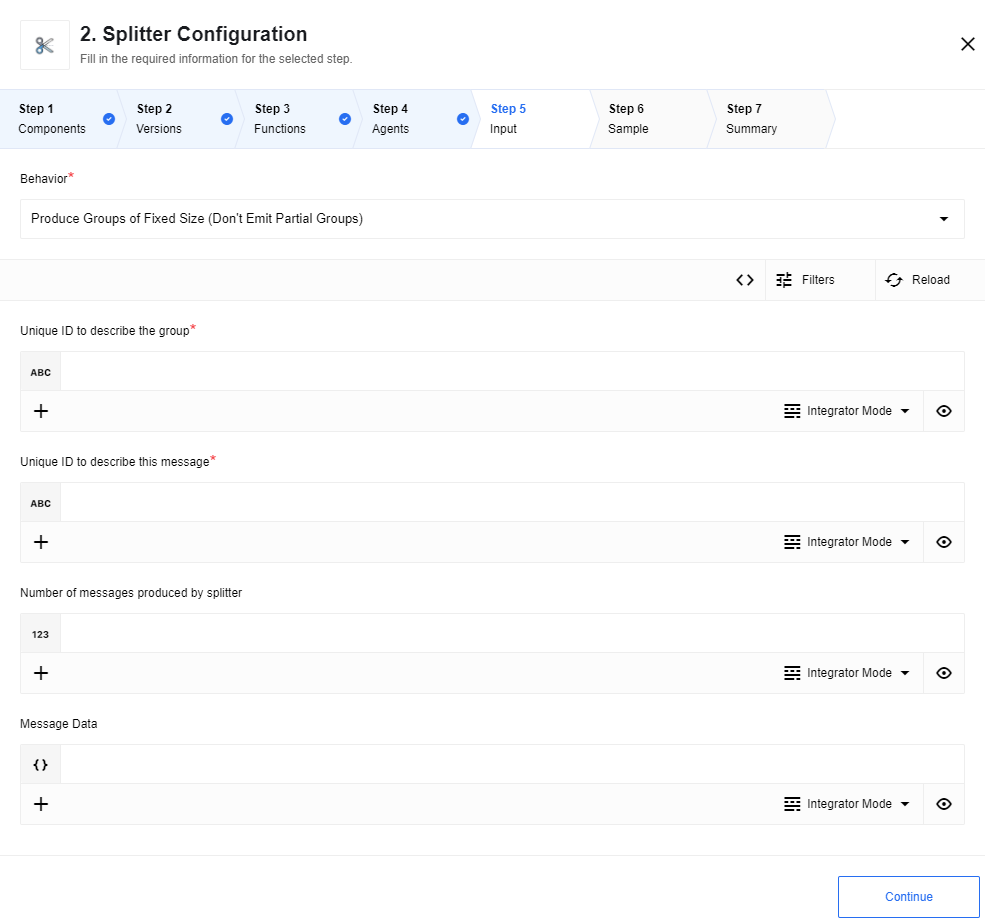 2. Splitter Configuration
Fill in the required information for the selected step.
Step 1
Components
Step 2
Versions
Step 3
Functions
Step 4
Agents
Step 5
Input
Step 6
Sample
Step 7
Summary
Behavior*
Produce Groups of Fixed Size (Don't Emit Partial Groups)
Filters
Reload
Unique ID to describe the group*
ABC
Integrator Mode
Unique ID to describe this message*
ABC
Integrator Mode
Number of messages produced by splitter
123
Integrator Mode
Message Data
{}
Integrator Mode
Continue